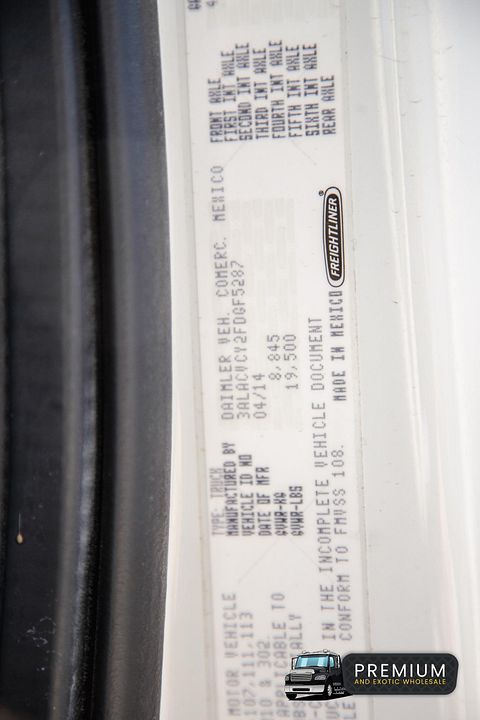 FRONT AXLE
FIRST INT AXLE
SECOND INT AXLE
THIRD INT AXLE
FOURTH INT AXLE
FIFTH INT AXLE
SIXTH INT AXLE
REAR AXLE
TYPE: TRUCK
MANUFACTURED BY DAIMLER VEH. COMERC. MEXICO
VEHICLE ID NO 3ALACVCY2FDGF5287
DATE OF MFR 04/14
GVWR-KG 8,845
GVWR-LBS 19,500
MOTOR VEHICLE
107,111,113
10 & 302
APPLICABLE TO
IN THE INCOMPLETE VEHICLE DOCUMENT
CONFORM TO FMVSS 108.
MADE IN MEXICO
FREIGHTLINER®
PREMIUM
AND EXOTIC WHOLESALE